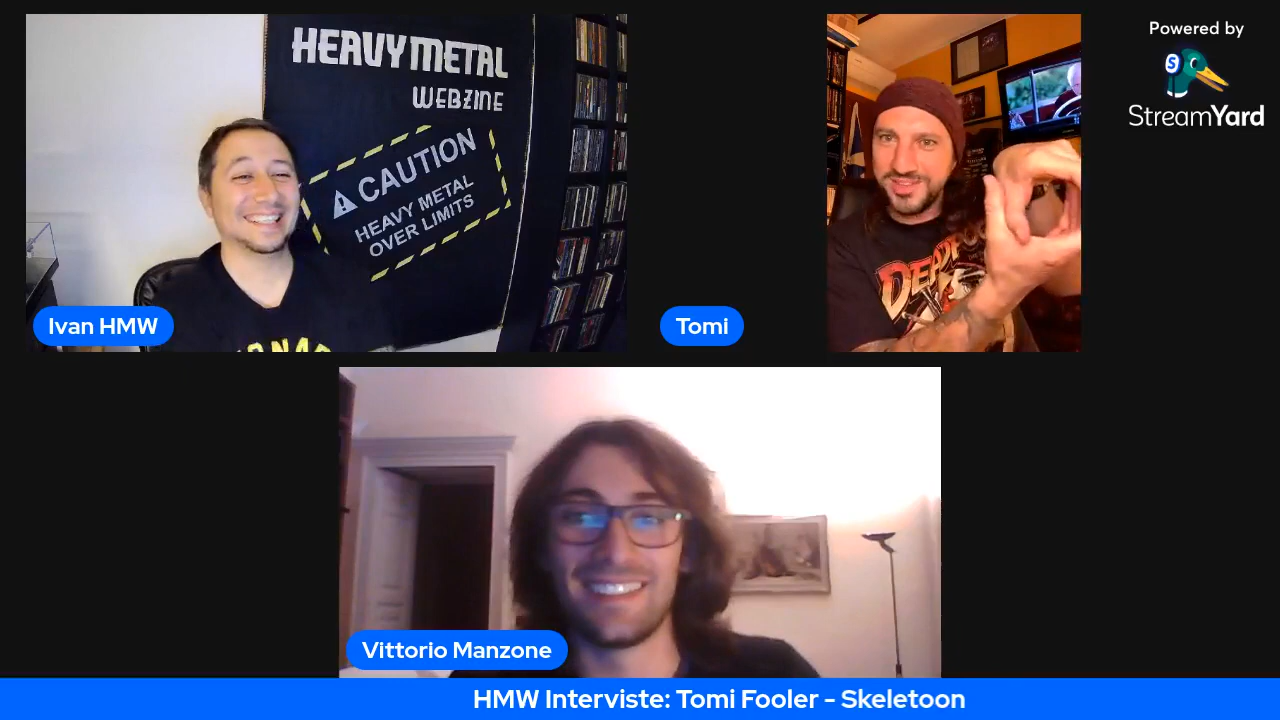 HEAVY METAL
WEBZINE
CAUTION
HEAVY METAL
OVER LIMITS
Ivan HMW
Tomi
Powered by
StreamYard
Vittorio Manzone
HMW Interviste: Tomi Fooler - Skeletoon